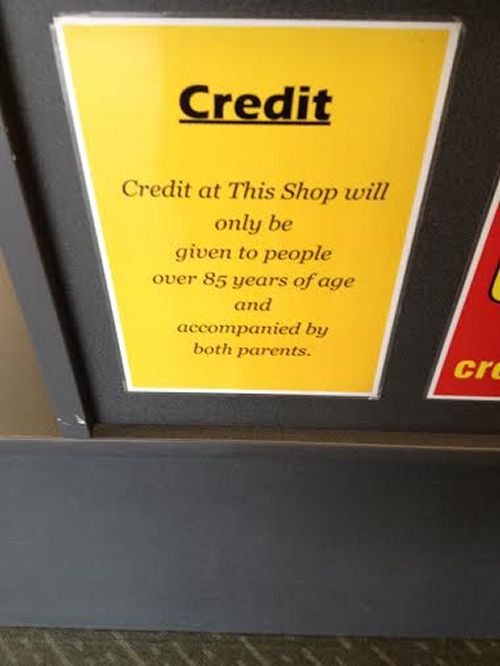 Credit
Credit at This Shop will
only be
given to people
over 85 years of age
and
accompanied by
both parents.